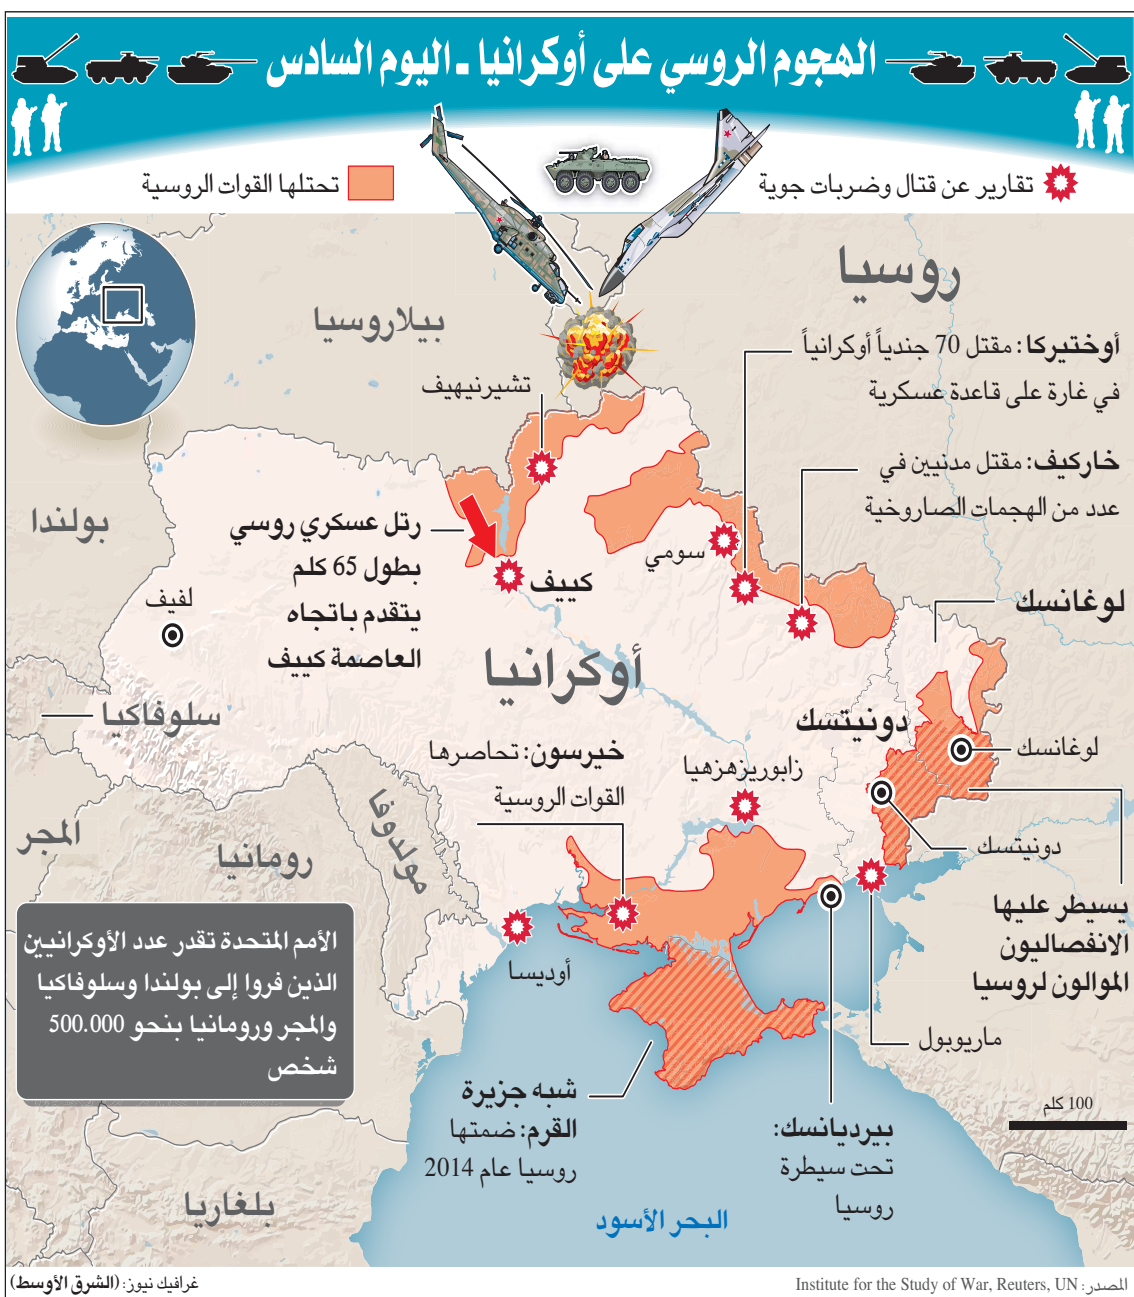 الهجوم الروسي على أوكرانيا ـ اليوم السادس
تقارير عن قتال وضربات جوية
تحتلها القوات الروسية
روسيا
بيلاروسيا
أوختيركا: مقتل 70 جندياً أوكرانياً
في غارة على قاعدة عسكرية
تشيرنيهيف
خاركيف: مقتل مدنيين في
عدد من الهجمات الصاروخية
بولندا
رتل عسكري روسي
بطول 65 كلم
يتقدم باتجاه
العاصمة كييف
سومي
كييف
لفيف
لوغانسك
أوكرانيا
سلوفاكيا
دونيتسك
لوغانسك
خيرسون: تحاصرها
القوات الروسية
زابوريزهزهيا
مولدوفا
المجر
رومانيا
دونيتسك
يسيطر عليها
الانفصاليون
الموالون لروسيا
الأمم المتحدة تقدر عدد الأوكرانيين
الذين فروا إلى بولندا وسلوفاكيا
والمجر ورومانيا بنحو 500.000
شخص
أوديسا
ماريوبول
شبه جزيرة
القرم: ضمتها
روسيا عام 2014
بيرديانسك:
تحت سيطرة
روسيا
100 كلم
بلغاريا
البحر الأسود
المصدر: Institute for the Study of War, Reuters, UN
غرافيك نيوز: (الشرق الأوسط)